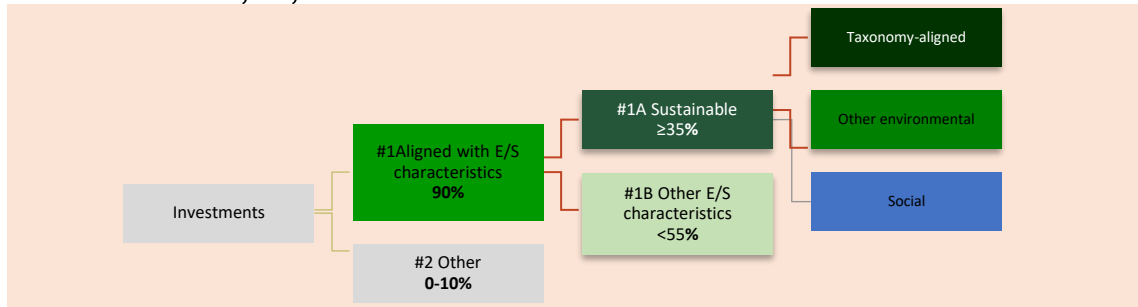 Taxonomy-aligned
#1A Sustainable
≥35%
Other environmental
#1Aligned with E/S
characteristics
90%
#1B Other E/S
characteristics
<55%
Social
Investments
#2 Other
0-10%